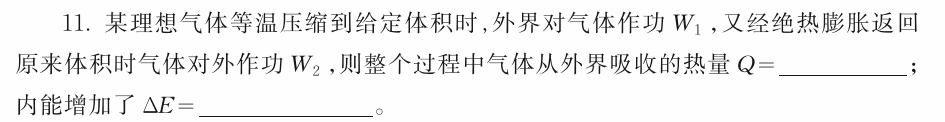 11. 某理想气体等温压缩到给定体积时,外界对气体作功 W₁ ,又经绝热膨胀返回
原来体积时气体对外作功 W₂ ,则整个过程中气体从外界吸收的热量 Q=__________;
内能增加了 ΔE=______________。